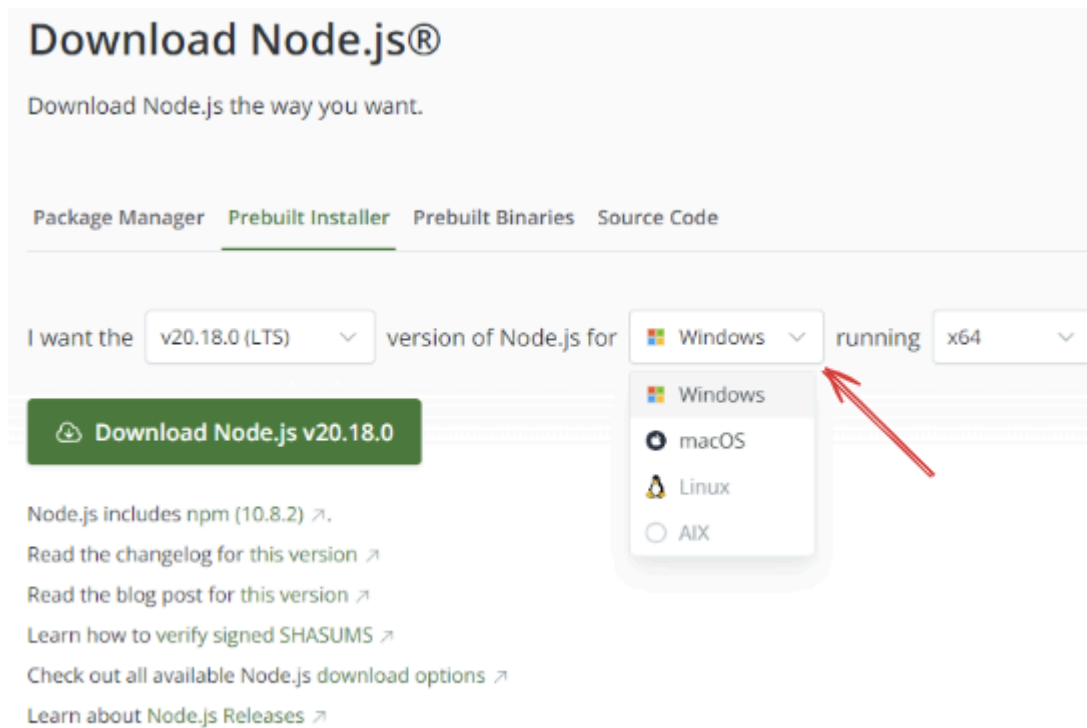 Download Node.js®
Download Node.js the way you want.
Package Manager Prebuilt Installer Prebuilt Binaries Source Code
I want the v20.18.0 (LTS) version of Node.js for Windows running x64
Windows
Download Node.js v20.18.0
macOS
Linux
AIX
Node.js includes npm (10.8.2) ↗.
Read the changelog for this version ↗
Read the blog post for this version ↗
Learn how to verify signed SHASUMS ↗
Check out all available Node.js download options ↗
Learn about Node.js Releases ↗